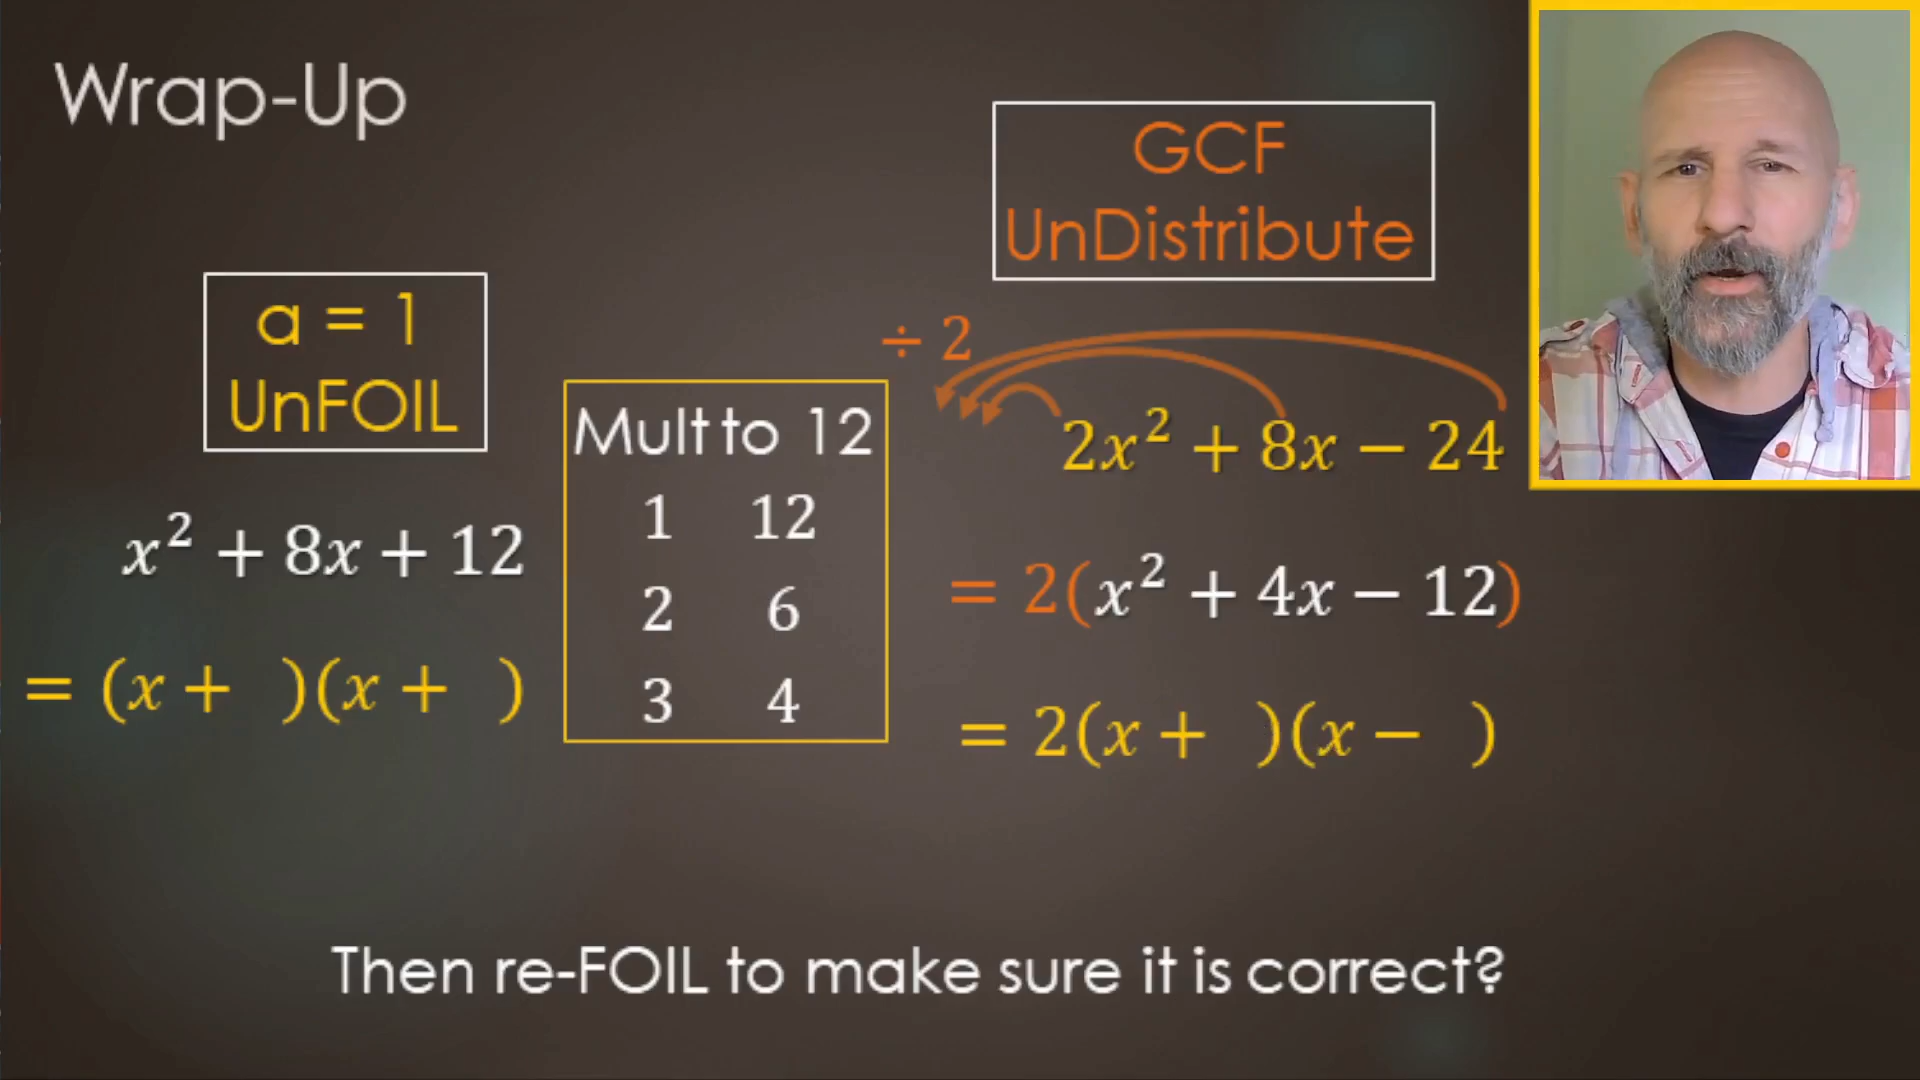 Wrap-Up
a = 1
UnFOIL
x² + 8x + 12
= (x + )(x + )
Mult to 12
1 12
2 6
3 4
GCF
UnDistribute
÷ 2
2x² + 8x − 24
= 2(x² + 4x − 12)
= 2(x + )(x − )
Then re-FOIL to make sure it is correct?